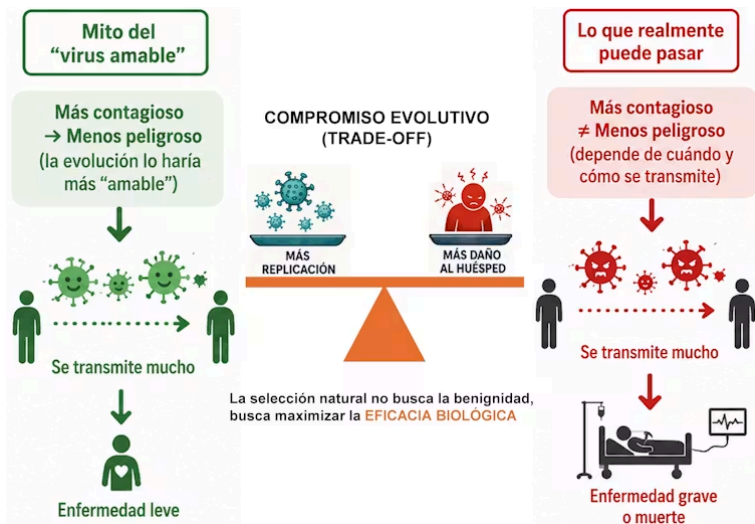 Mito del
“virus amable”
Más contagioso
→ Menos peligroso
(la evolución lo haría
más “amable”)
Se transmite mucho
Enfermedad leve
COMPROMISO EVOLUTIVO
(TRADE-OFF)
MÁS
REPLICACIÓN
MÁS DAÑO
AL HUÉSPED
La selección natural no busca la benignidad,
busca maximizar la EFICACIA BIOLÓGICA
Lo que realmente
puede pasar
Más contagioso
≠ Menos peligroso
(depende de cuándo y
cómo se transmite)
Se transmite mucho
Enfermedad grave
o muerte